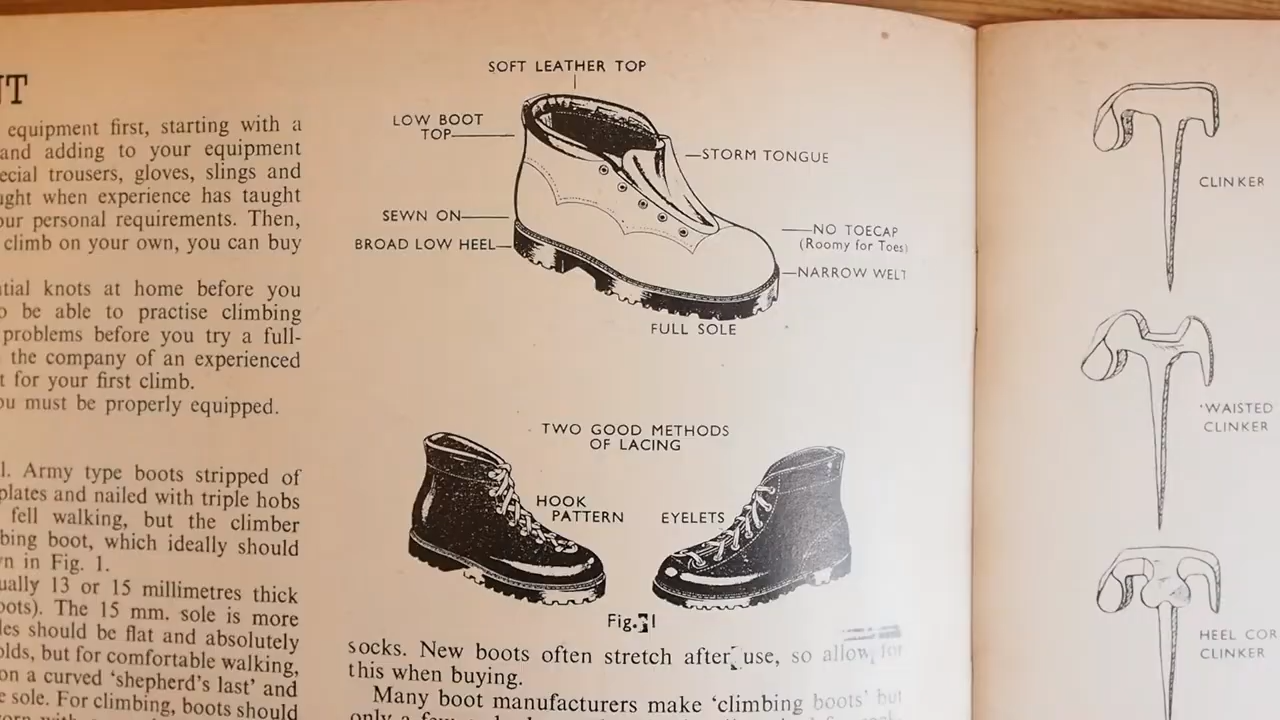 NT
equipment first, starting with a
and adding to your equipment
ecial trousers, gloves, slings and
ught when experience has taught
our personal requirements. Then,
climb on your own, you can buy
ntial knots at home before you
o be able to practise climbing
problems before you try a full-
the company of an experienced
t for your first climb.
ou must be properly equipped.
l. Army type boots stripped of
plates and nailed with triple hobs
fell walking, but the climber
bing boot, which ideally should
n in Fig. 1.
ually 13 or 15 millimetres thick
oots). The 15 mm. sole is more
les should be flat and absolutely
olds, but for comfortable walking,
on a curved 'shepherd's last' and
e sole. For climbing, boots should
SOFT LEATHER TOP
LOW BOOT
TOP
STORM TONGUE
SEWN ON
BROAD LOW HEEL
NO TOECAP
(Roomy for Toes)
NARROW WELT
FULL SOLE
TWO GOOD METHODS
OF LACING
HOOK
PATTERN
EYELETS
Fig. 1
socks. New boots often stretch after use, so allow for
this when buying.
Many boot manufacturers make 'climbing boots' but
only a few
CLINKER
'WAISTED
CLINKER
HEEL COR
CLINKER